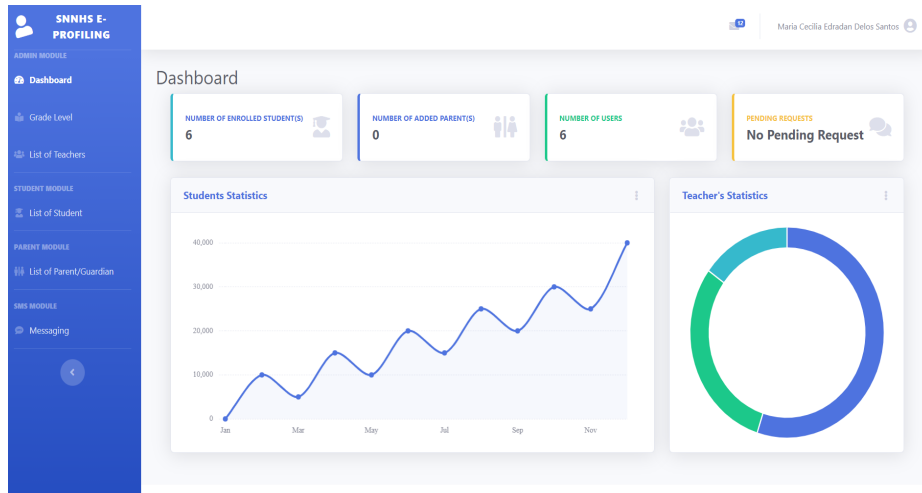 SNNHS E-
PROFILING
ADMIN MODULE
Dashboard
Grade Level
List of Teachers
STUDENT MODULE
List of Student
PARENT MODULE
List of Parent/Guardian
SMS MODULE
Messaging
17
Maria Cecilia Edradan Delos Santos
Dashboard
NUMBER OF ENROLLED STUDENT(S)
6
NUMBER OF ADDED PARENT(S)
0
NUMBER OF USERS
6
PENDING REQUESTS
No Pending Request
Students Statistics
40,000
30,000
20,000
10,000
0
Jan Mar May Jul Sep Nov
Teacher's Statistics